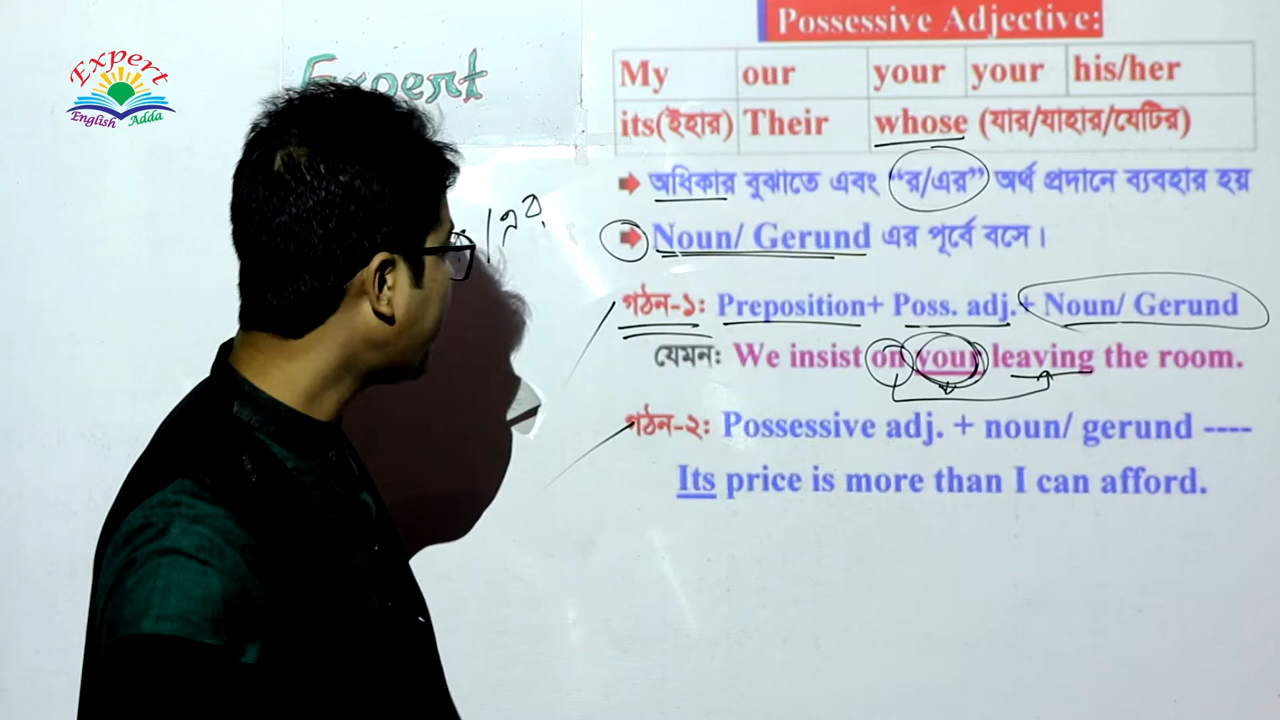 Expert
English Adda
Expert
Possessive Adjective:
My our your your his/her
its(ইহার) Their whose (যার/যাহার/যেটির)
অধিকার বুঝাতে এবং “র/এর” অর্থ প্রদানে ব্যবহার হয়
Noun/ Gerund এর পূর্বে বসে।
গঠন-১: Preposition+ Poss. adj.+ Noun/ Gerund
যেমন: We insist on your leaving the room.
গঠন-২: Possessive adj. + noun/ gerund ----
Its price is more than I can afford.